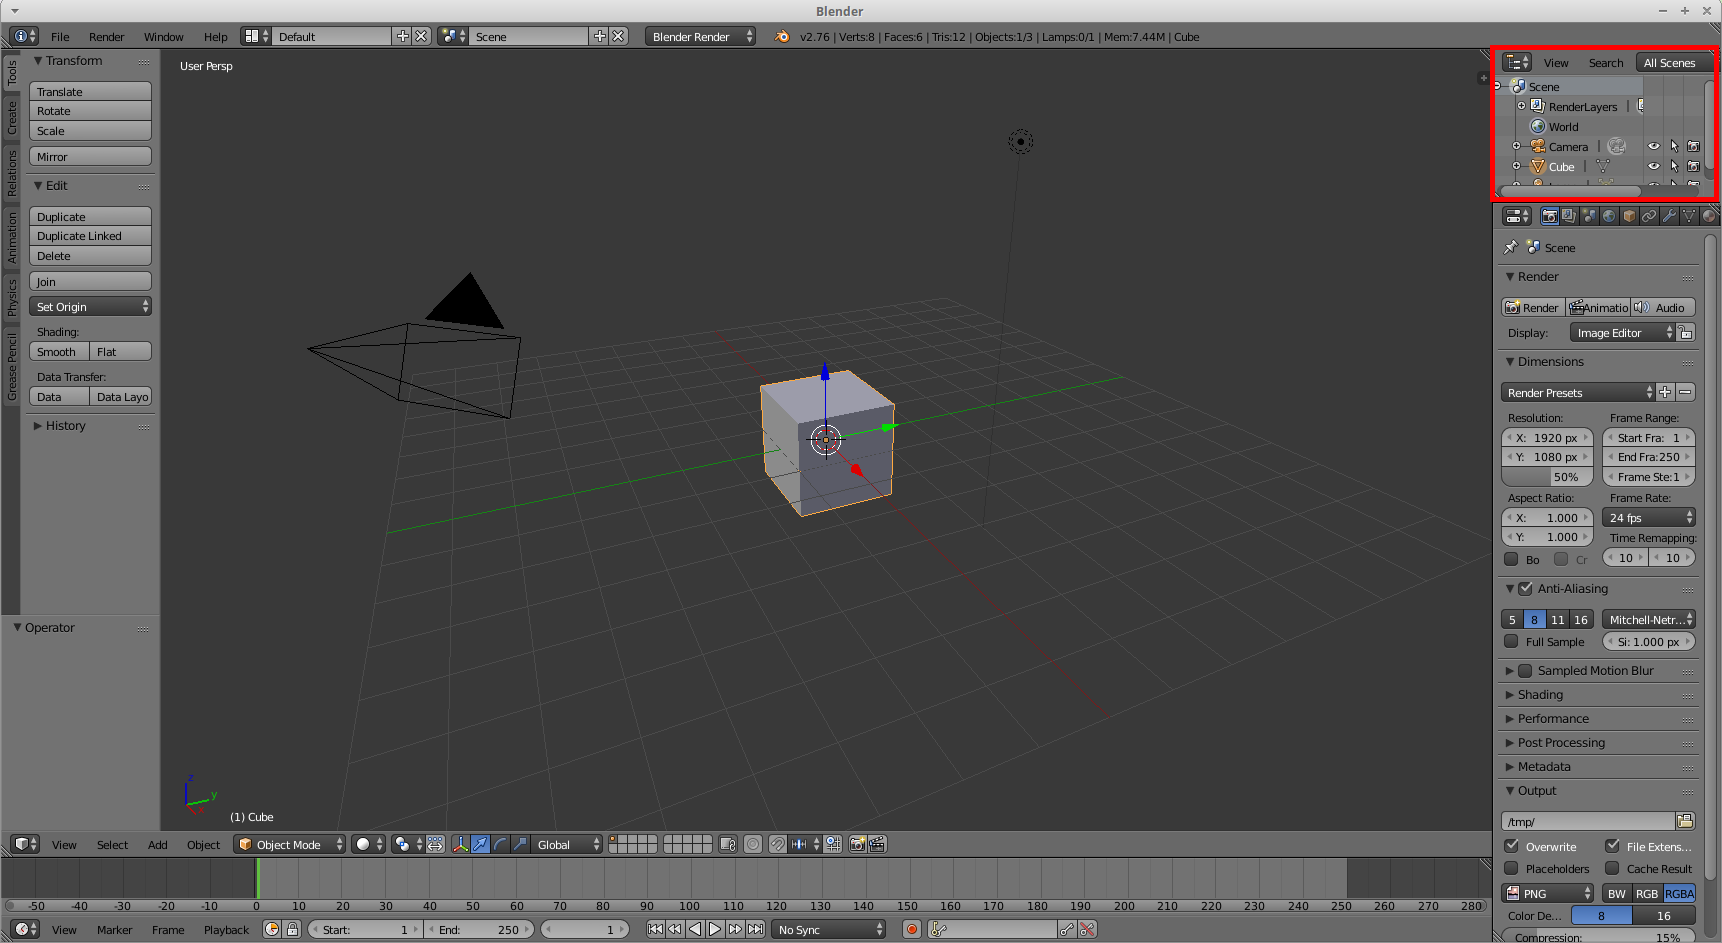 Blender
File Render Window Help Default Scene Blender Render v2.76 | Verts:8 | Faces:6 | Tris:12 | Objects:1/3 | Lamps:0/1 | Mem:7.44M | Cube
Tools
Create
Relations
Animation
Physics
Grease Pencil
Transform
Translate
Rotate
Scale
Mirror
Edit
Duplicate
Duplicate Linked
Delete
Join
Set Origin
Shading:
Smooth Flat
Data Transfer:
Data Data Layo
History
Operator
User Persp
z
y
x
(1) Cube
View Search All Scenes
Scene
RenderLayers |
World
Camera |
Cube |
Scene
Render
Render Animatio Audio
Display: Image Editor
Dimensions
Render Presets
Resolution: Frame Range:
X: 1920 px Start Fra: 1
Y: 1080 px End Fra:250
50% Frame Ste:1
Aspect Ratio: Frame Rate:
X: 1.000 24 fps
Y: 1.000 Time Remapping:
Bo Cr 10 10
Anti-Aliasing
5 8 11 16 Mitchell-Netr...
Full Sample Si: 1.000 px
Sampled Motion Blur
Shading
Performance
Post Processing
Metadata
Output
/tmp/
Overwrite File Extens...
Placeholders Cache Result
PNG BW RGB RGBA
Color De... 8 16
Compression: 15%
View Select Add Object Object Mode Global
-50 -40 -30 -20 -10 0 10 20 30 40 50 60 70 80 90 100 110 120 130 140 150 160 170 180 190 200 210 220 230 240 250 260 270 280
View Marker Frame Playback Start: 1 End: 250 1 No Sync